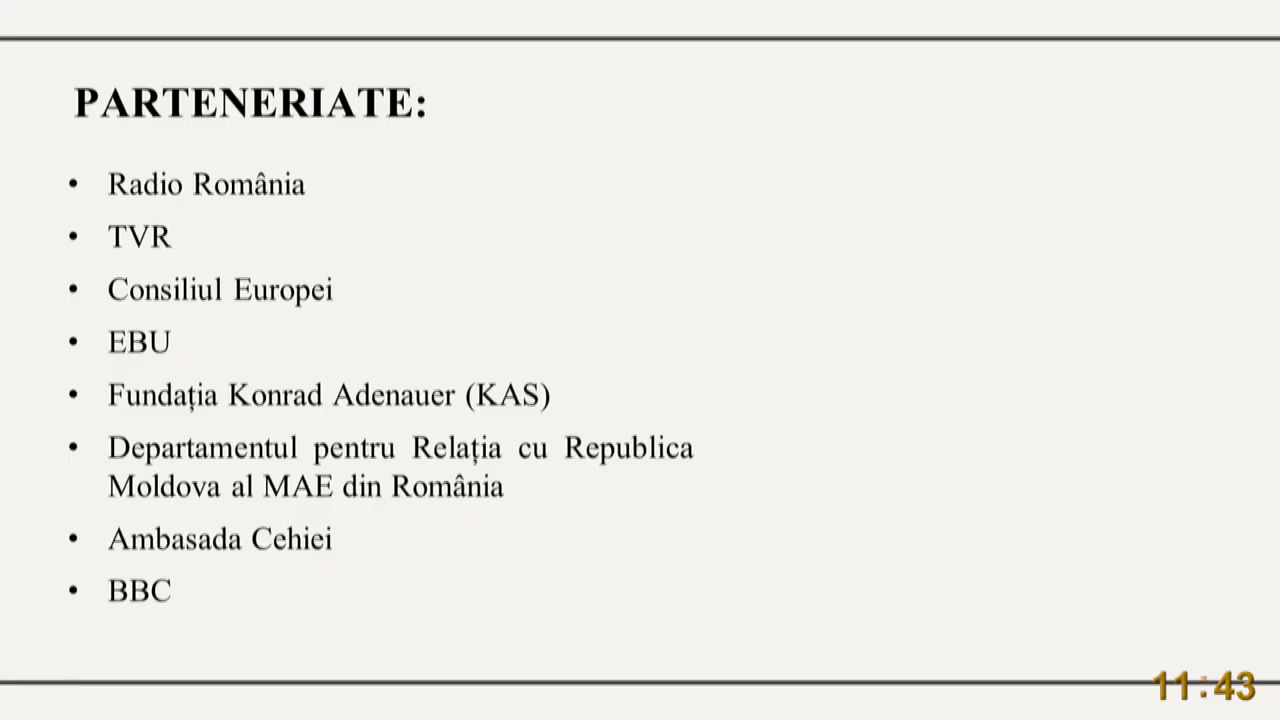 PARTENERIATE:
• Radio România
• TVR
• Consiliul Europei
• EBU
• Fundația Konrad Adenauer (KAS)
• Departamentul pentru Relația cu Republica
Moldova al MAE din România
• Ambasada Cehiei
• BBC
11:43